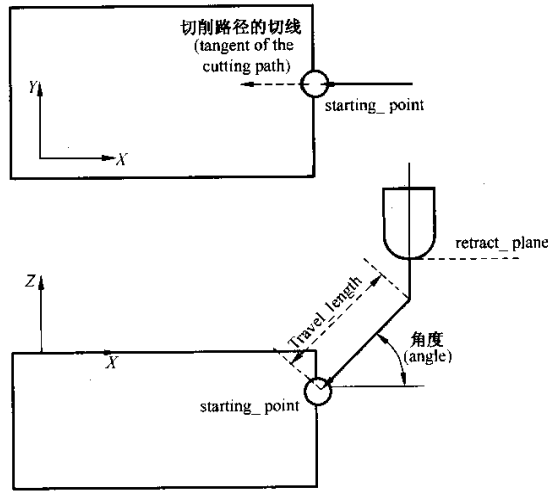 切削路径的切线
(tangent of the
cutting path)
Y
X
starting_ point
retract_ plane
Z
X
Travel_length
角度
(angle)
starting_ point